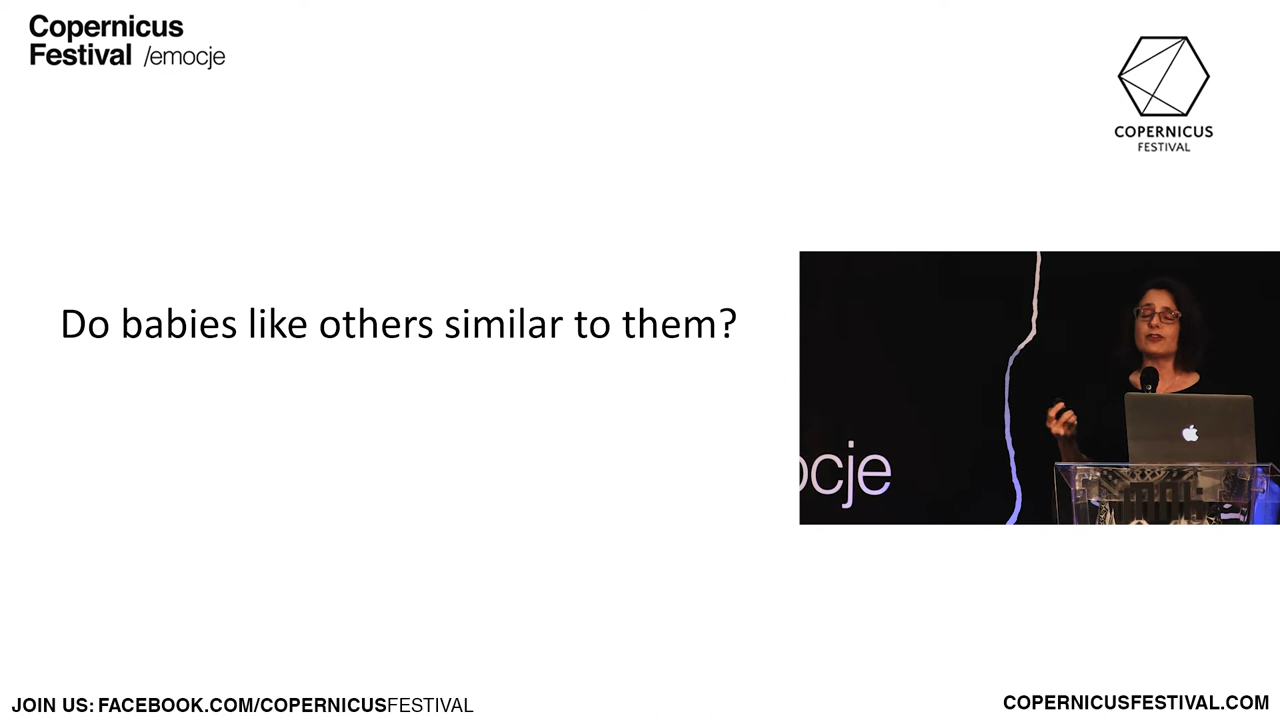 Copernicus
Festival /emocje
COPERNICUS
FESTIVAL
Do babies like others similar to them?
ocje
JOIN US: FACEBOOK.COM/COPERNICUSFESTIVAL
COPERNICUSFESTIVAL.COM